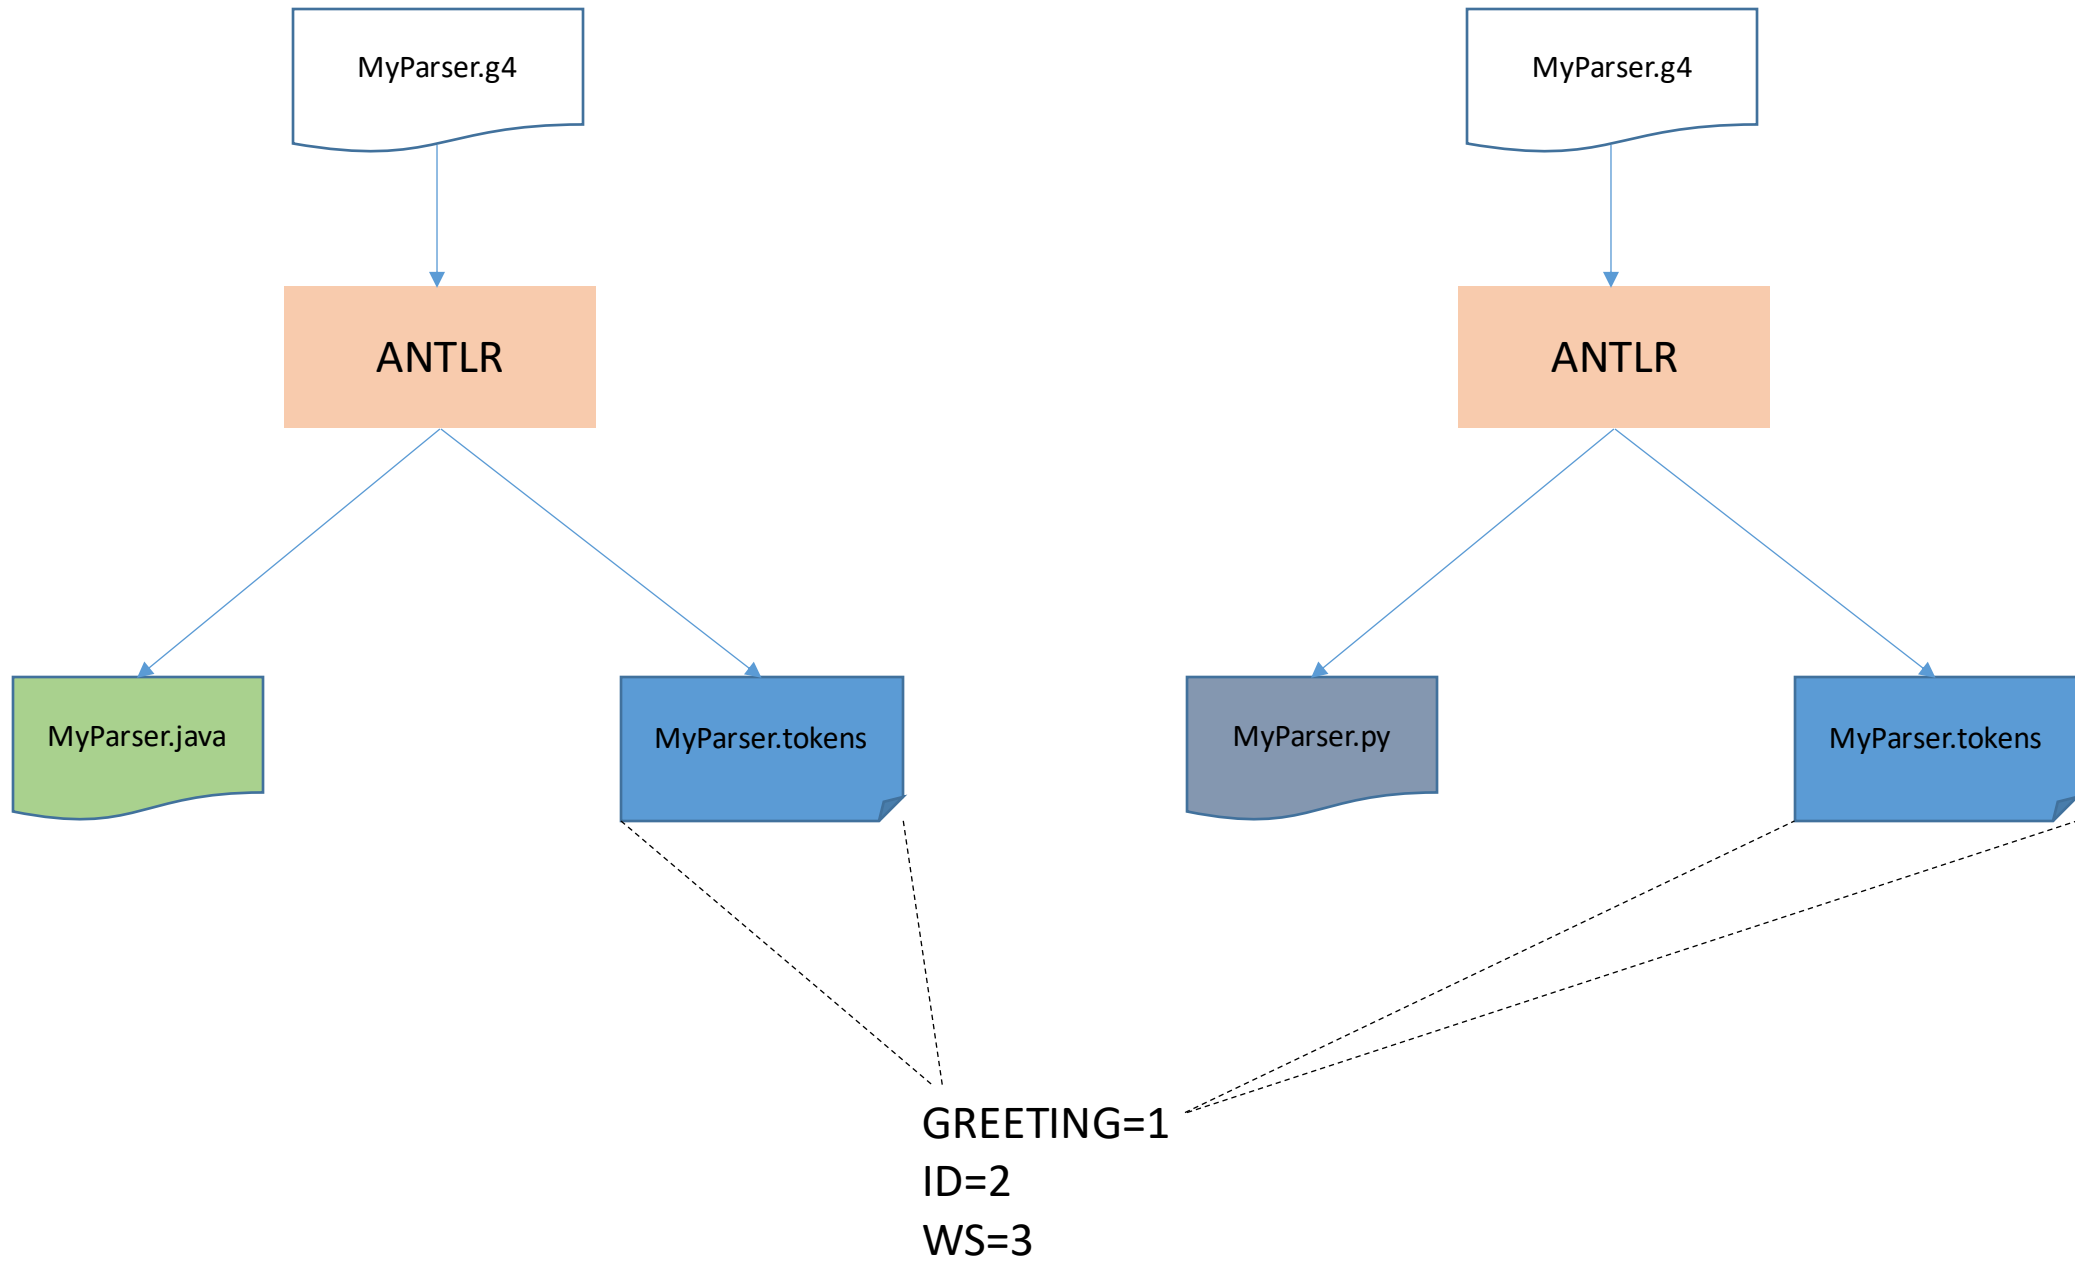 MyParser.g4
MyParser.g4
ANTLR
ANTLR
MyParser.java
MyParser.tokens
MyParser.py
MyParser.tokens
GREETING=1
ID=2
WS=3